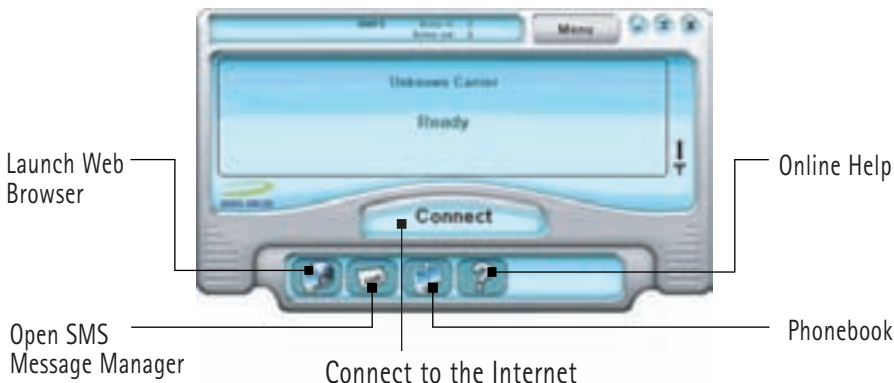 Menu
Unknown Carrier
Ready
Launch Web
Browser
Online Help
Connect
Open SMS
Message Manager
Phonebook
Connect to the Internet